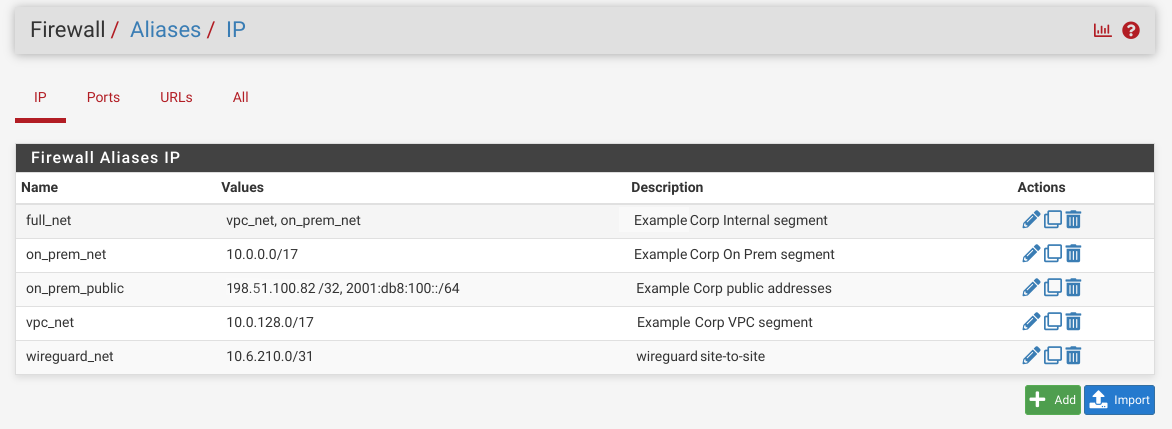 Firewall / Aliases / IP
IP Ports URLs All
Firewall Aliases IP
Name Values Description Actions
full_net vpc_net, on_prem_net Example Corp Internal segment
on_prem_net 10.0.0.0/17 Example Corp On Prem segment
on_prem_public 198.51.100.82 /32, 2001:db8:100::/64 Example Corp public addresses
vpc_net 10.0.128.0/17 Example Corp VPC segment
wireguard_net 10.6.210.0/31 wireguard site-to-site
Add Import